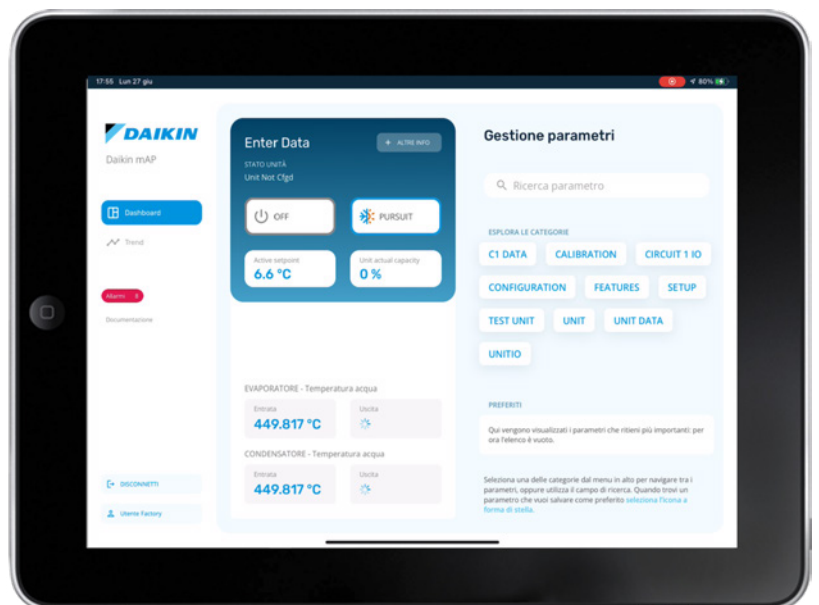 17:55 Lun 27 giu
80%
DAIKIN
Daikin mAP
Dashboard
Trend
Allarmi
Documentazione
DISCONNETTI
Utente Factory
Enter Data
+ ALTRE INFO
STATO UNITÀ
Unit Not Cfgd
OFF
PURSUIT
Active setpoint
6.6 °C
Unit actual capacity
0 %
EVAPORATORE - Temperatura acqua
Entrata
449.817 °C
Uscita
CONDENSATORE - Temperatura acqua
Entrata
449.817 °C
Uscita
Gestione parametri
Ricerca parametro
ESPLORA LE CATEGORIE
C1 DATA CALIBRATION CIRCUIT 1 IO
CONFIGURATION FEATURES SETUP
TEST UNIT UNIT UNIT DATA
UNITIO
PREFERITI
Qui vengono visualizzati i parametri che ritieni più importanti: per
ora l'elenco è vuoto.
Seleziona una delle categorie dal menu in alto per navigare tra i
parametri, oppure utilizza il campo di ricerca. Quando trovi un
parametro che vuoi salvare come preferito seleziona l'icona a
forma di stella.